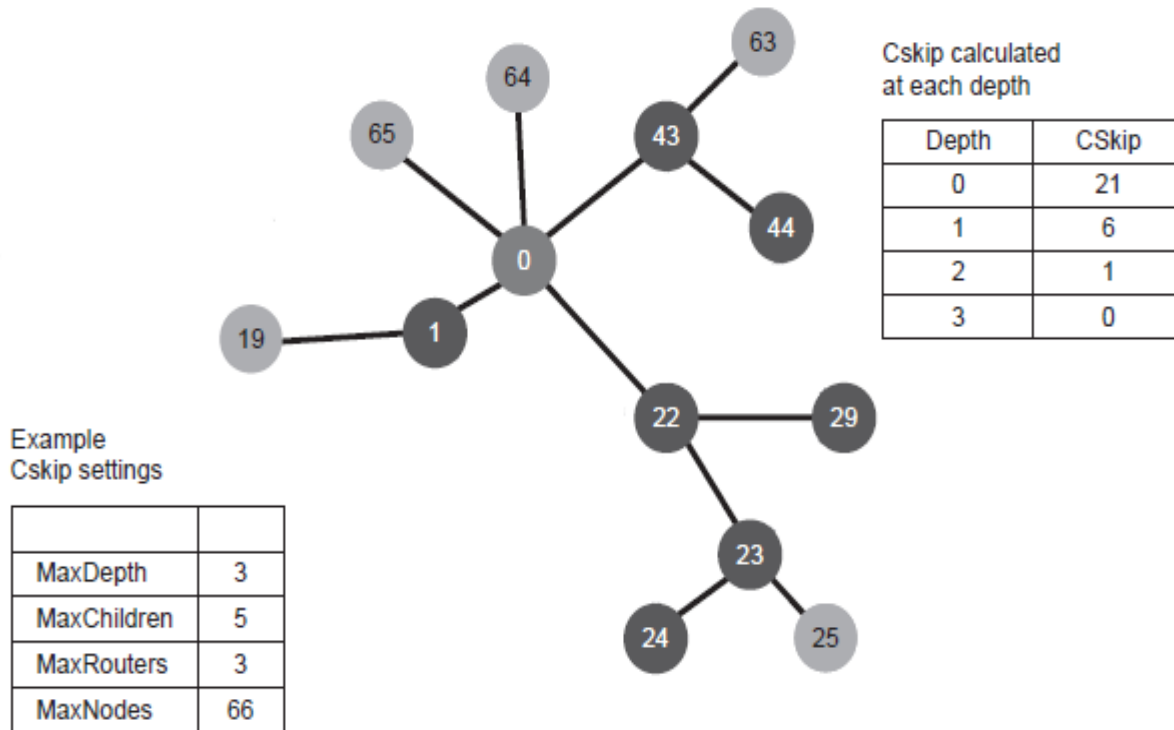 63
64
Cskip calculated
at each depth
65
43
Depth CSkip
0 21
44
1 6
0
2 1
3 0
19
1
22
29
Example
Cskip settings
23
MaxDepth 3
MaxChildren 5
24
25
MaxRouters 3
MaxNodes 66